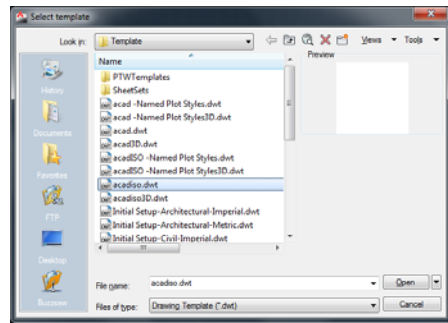 Select template
Look in:
Template
Views
Tools
History
Documents
Favorites
FTP
Desktop
Buzzsaw
Name
PTWTemplates
SheetSets
acad -Named Plot Styles.dwt
acad -Named Plot Styles3D.dwt
acad.dwt
acad3D.dwt
acadISO -Named Plot Styles.dwt
acadISO -Named Plot Styles3D.dwt
acadiso.dwt
acadiso3D.dwt
Initial Setup-Architectural-Imperial.dwt
Initial Setup-Architectural-Metric.dwt
Initial Setup-Civil-Imperial.dwt
Preview
File name:
acadiso.dwt
Open
Files of type:
Drawing Template (*.dwt)
Cancel